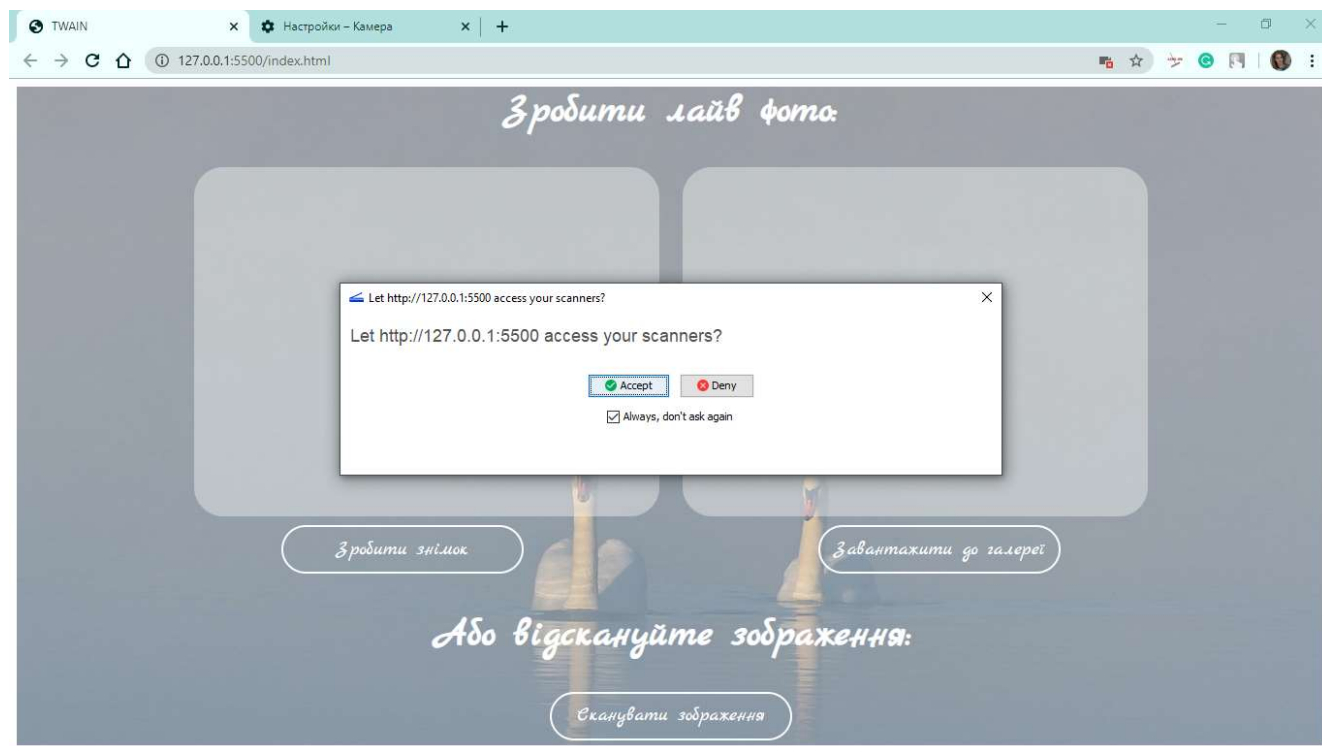 TWAIN
Настройки – Камера
127.0.0.1:5500/index.html
Зробити лайв фото:
Let http://127.0.0.1:5500 access your scanners?
Let http://127.0.0.1:5500 access your scanners?
Accept
Deny
Always, don't ask again
Зробити знімок
Завантажити до галереї
Або відскануйте зображення:
Сканувати зображення